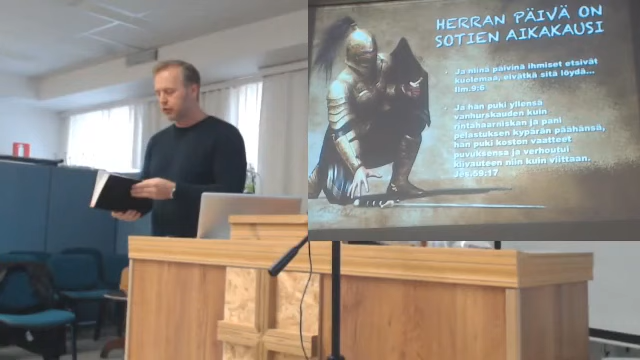 HERRAN PÄIVÄ ON
SOTIEN AIKAKAUSI
Ja niinä päivinä ihmiset etsivät
kuolemaa, eivätkä sitä löydä...
Ilm.9:6
Ja hän puki yllensä
vanhurskauden kuin
rintahaarniskan ja pani
pelastuksen kypärän päähänsä,
hän puki koston vaatteet
puvuksensa ja verhoutui
kiivauteen niin kuin viittaan.
Jes.59:17